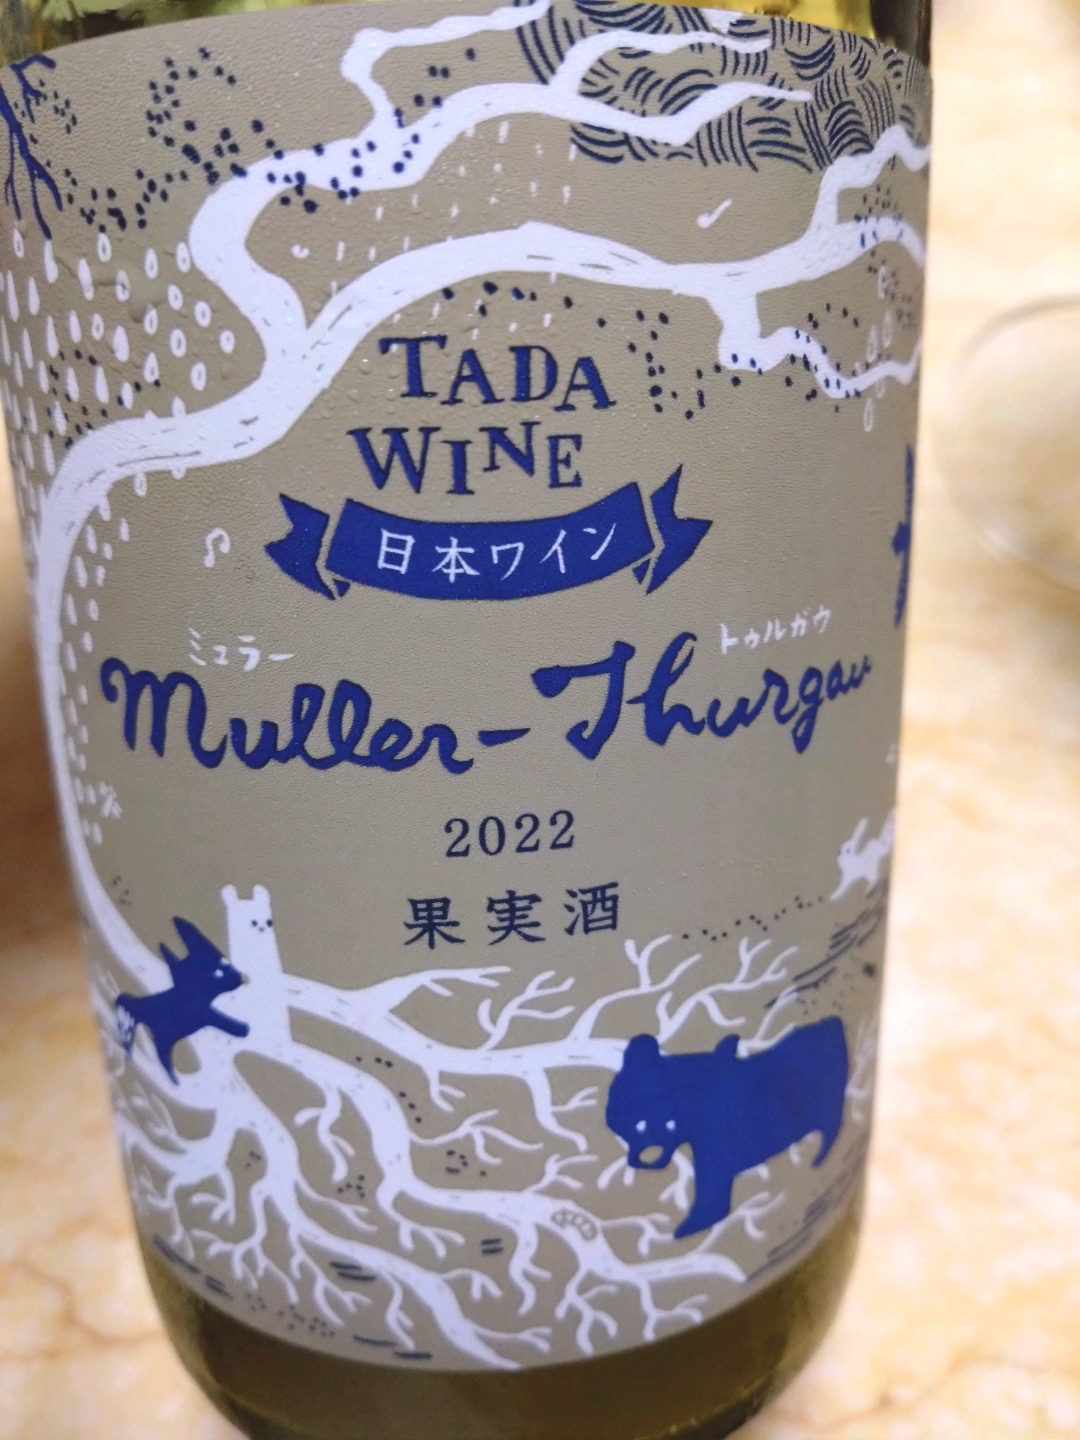 TADA
WINE
日本ワイン
ミュラー トゥルガウ
Muller-Thurgau
2022
果実酒